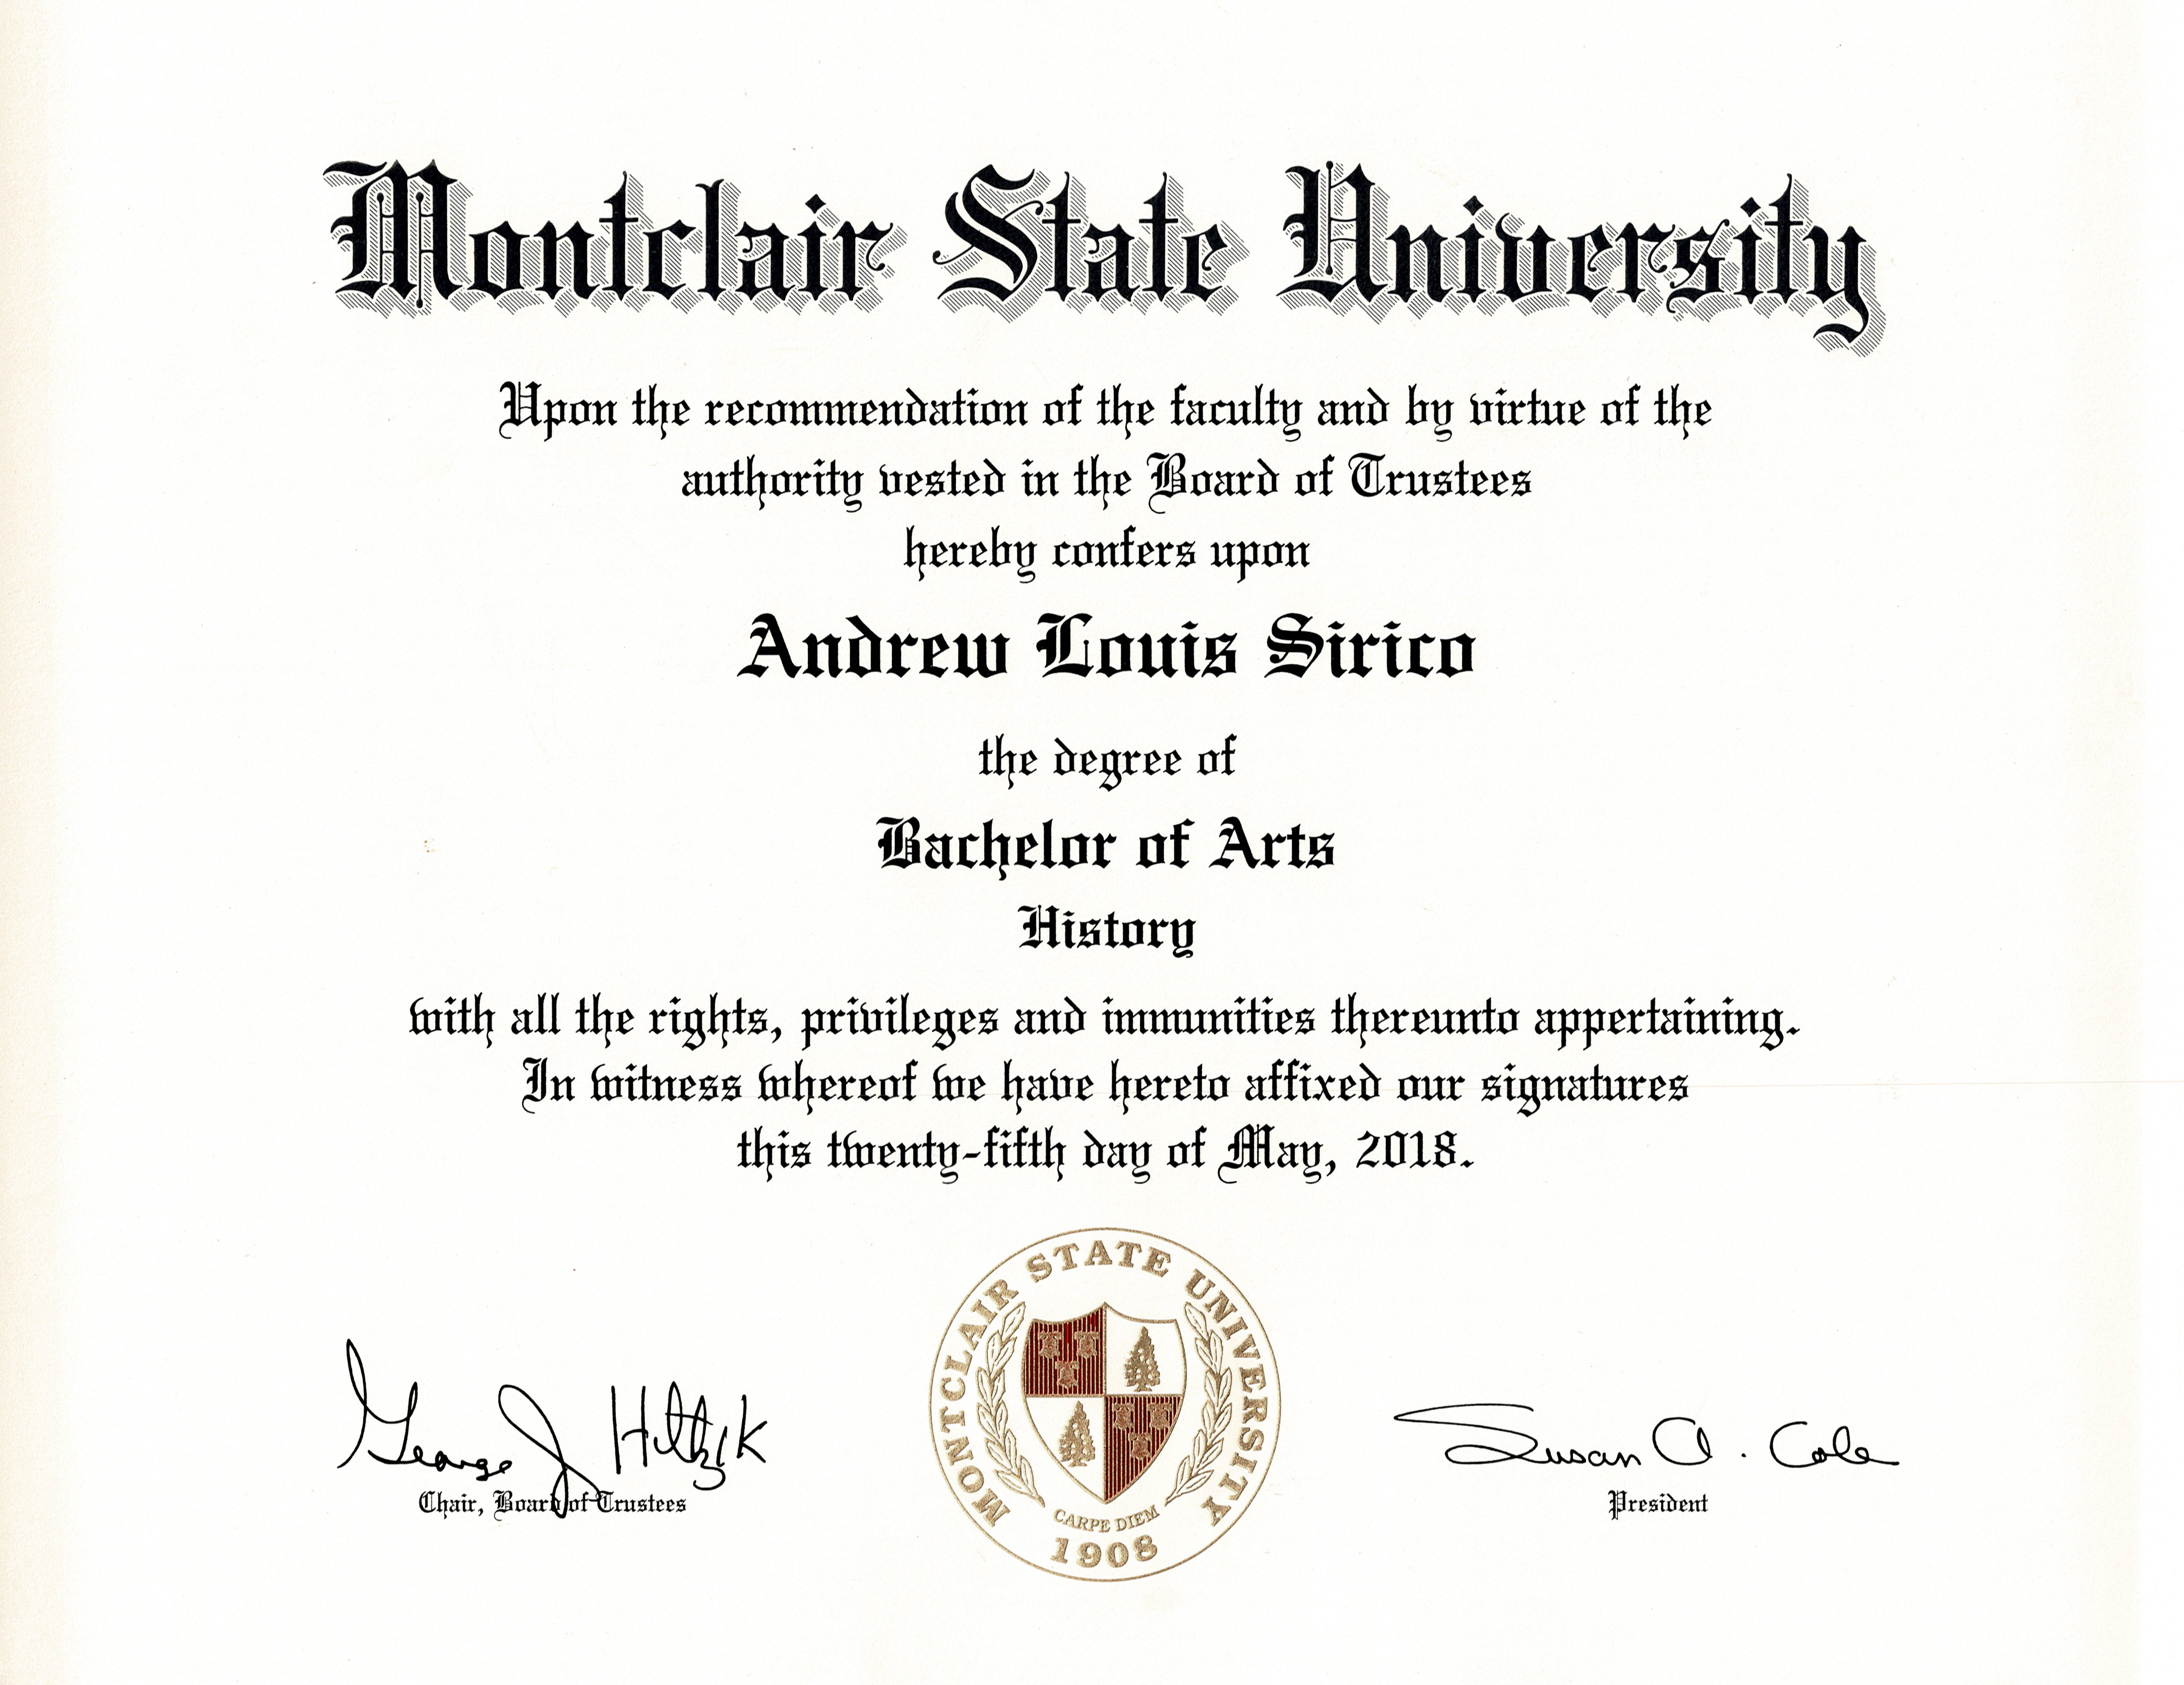 Montclair State University
Upon the recommendation of the faculty and by virtue of the
authority vested in the Board of Trustees
hereby confers upon
Andrew Louis Sirico
the degree of
Bachelor of Arts
History
with all the rights, privileges and immunities thereunto appertaining.
In witness whereof we have hereto affixed our signatures
this twenty-fifth day of May, 2018.
George J Hiltzik
Chair, Board of Trustees
MONTCLAIR STATE UNIVERSITY
CARPE DIEM
1908
Susan A. Cole
President